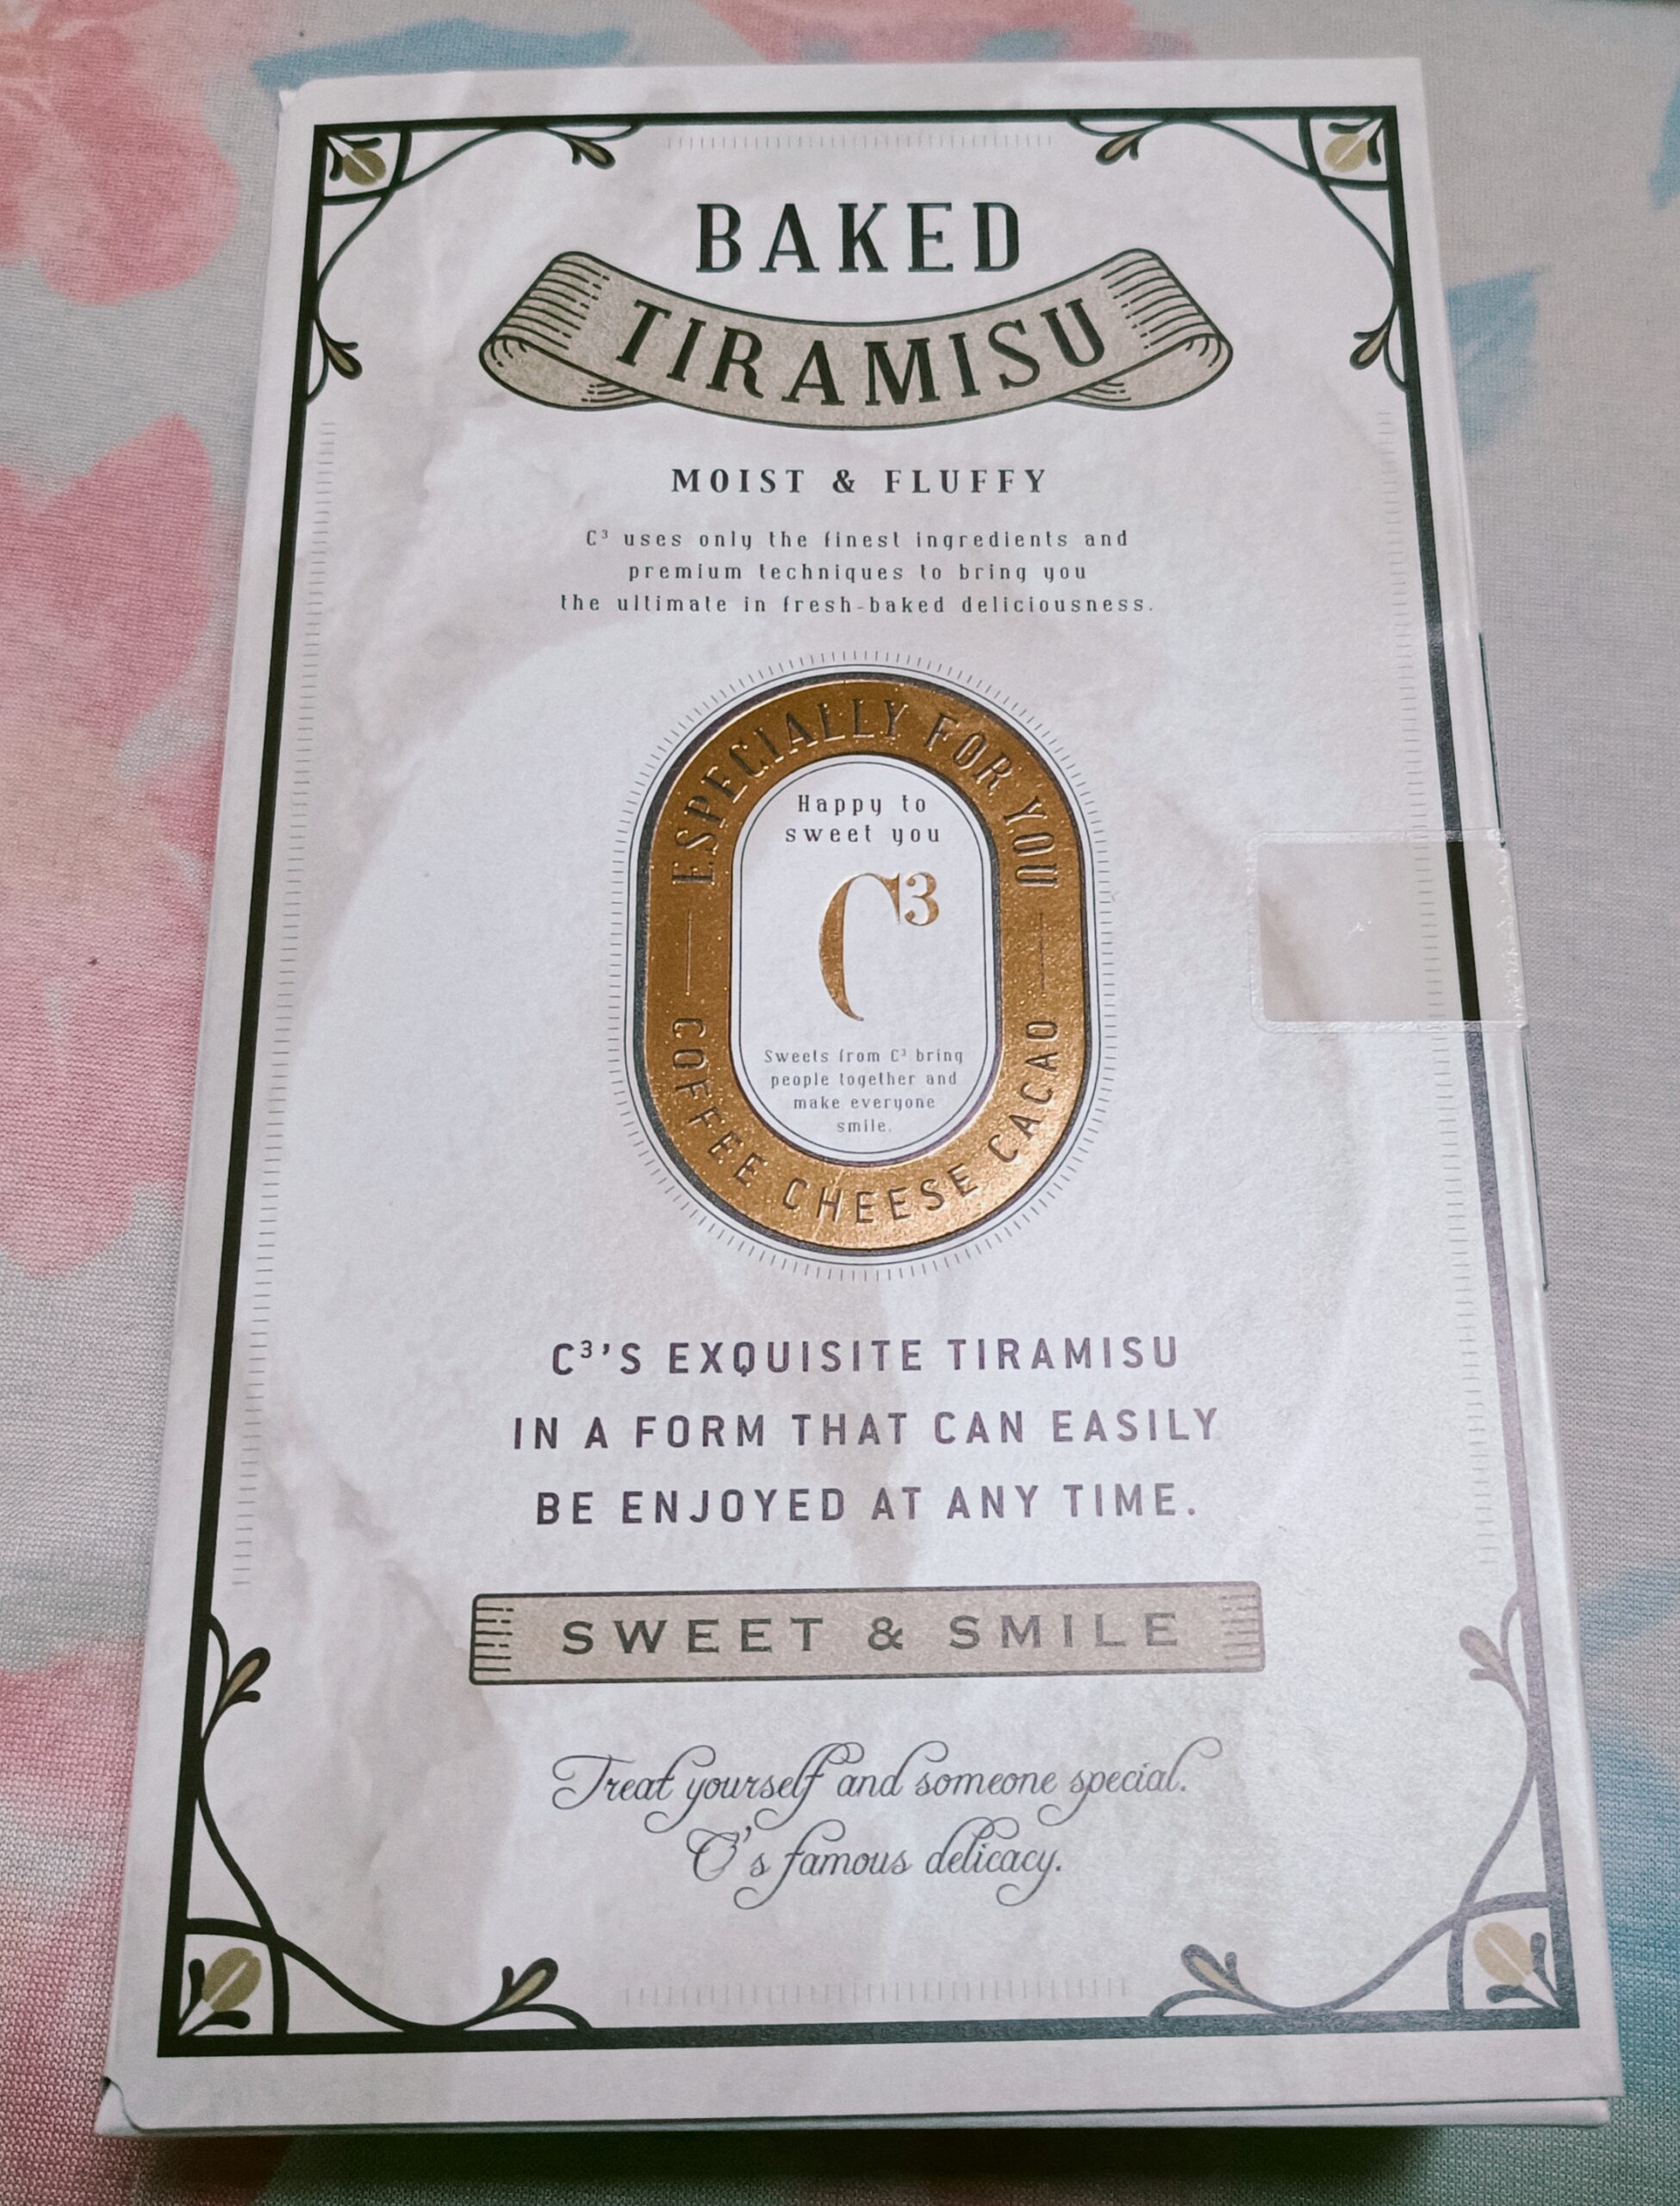 BAKED
TIRAMISU
MOIST & FLUFFY
C³ uses only the finest ingredients and
premium techniques to bring you
the ultimate in fresh-baked deliciousness.
ESPECIALLY FOR YOU
Happy to
sweet you
C³
Sweets from C³ bring
people together and
make everyone
smile.
COFFEE CHEESE CACAO
C³'S EXQUISITE TIRAMISU
IN A FORM THAT CAN EASILY
BE ENJOYED AT ANY TIME.
SWEET & SMILE
Treat yourself and someone special.
C³'s famous delicacy.